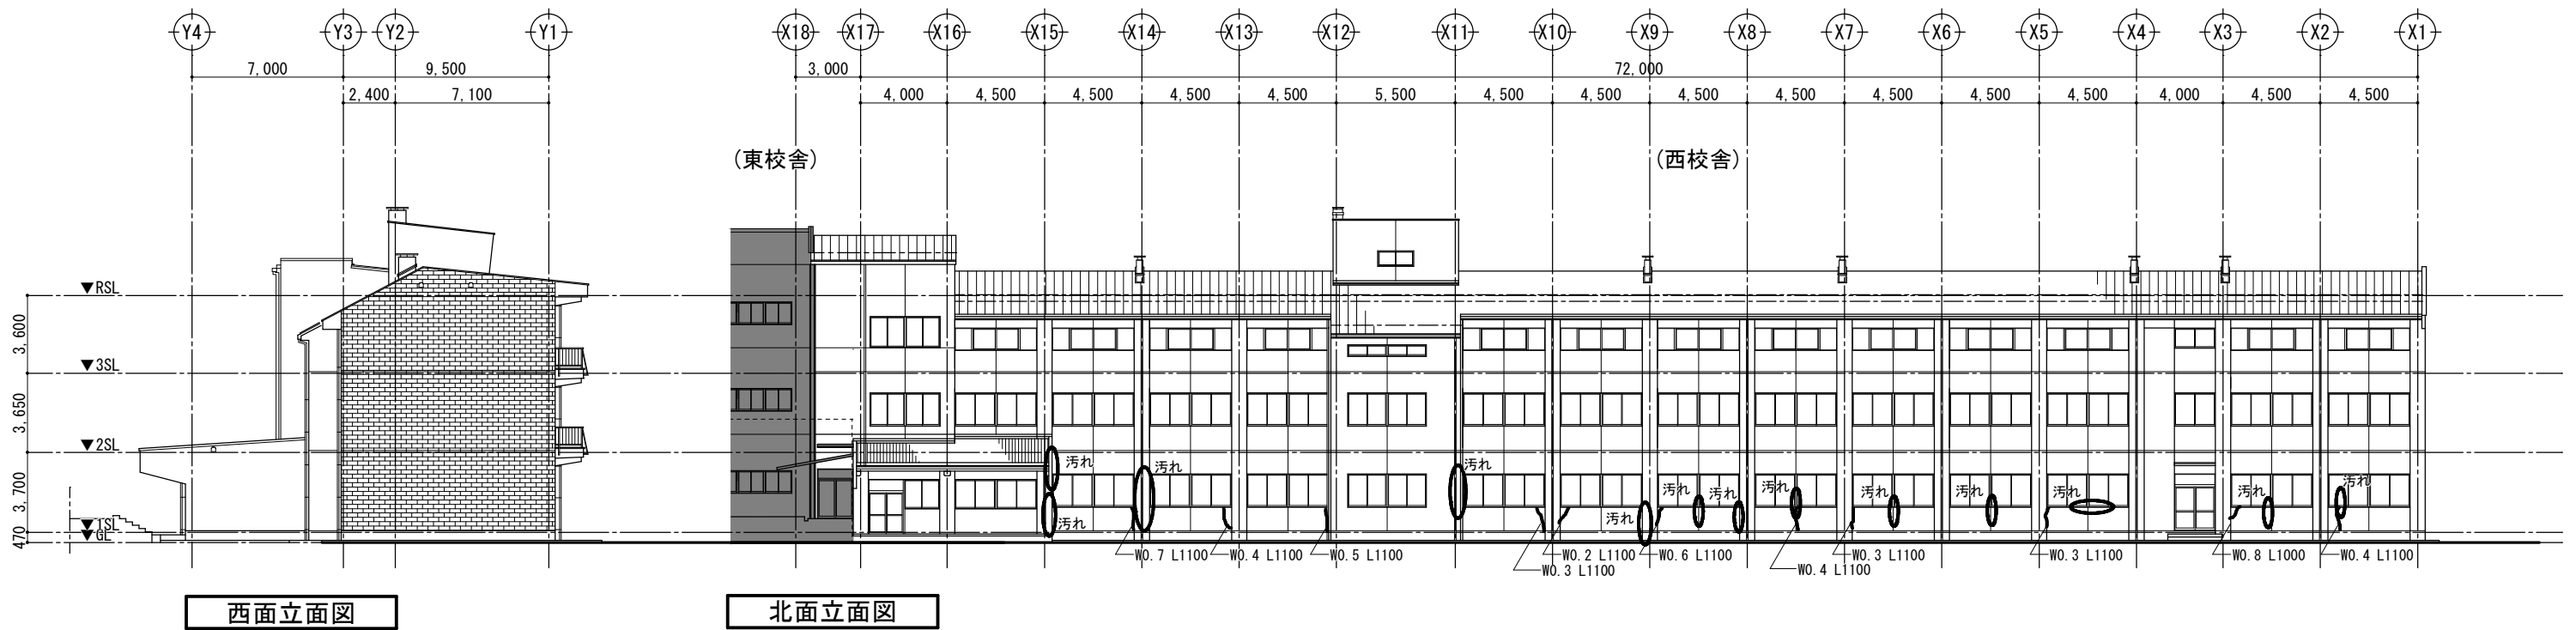 Y4 Y3 Y2 Y1 X18 X17 X16 X15 X14 X13 X12 X11 X10 X9 X8 X7 X6 X5 X4 X3 X2 X1
7,000 9,500 3,000 72,000
2,400 7,100 4,000 4,500 4,500 4,500 4,500 5,500 4,500 4,500 4,500 4,500 4,500 4,500 4,500 4,000 4,500 4,500
(東校舎) (西校舎)
▼RSL
3,600
▼3SL
3,650
▼2SL
3,700
▼1SL
470
▼GL
汚れ 汚れ 汚れ
汚れ 汚れ 汚れ 汚れ 汚れ 汚れ 汚れ 汚れ 汚れ 汚れ
W0.7 L1100 W0.4 L1100 W0.5 L1100 W0.2 L1100 W0.6 L1100 W0.3 L1100 W0.3 L1100 W0.8 L1000 W0.4 L1100
W0.3 L1100 W0.4 L1100
西面立面図 北面立面図